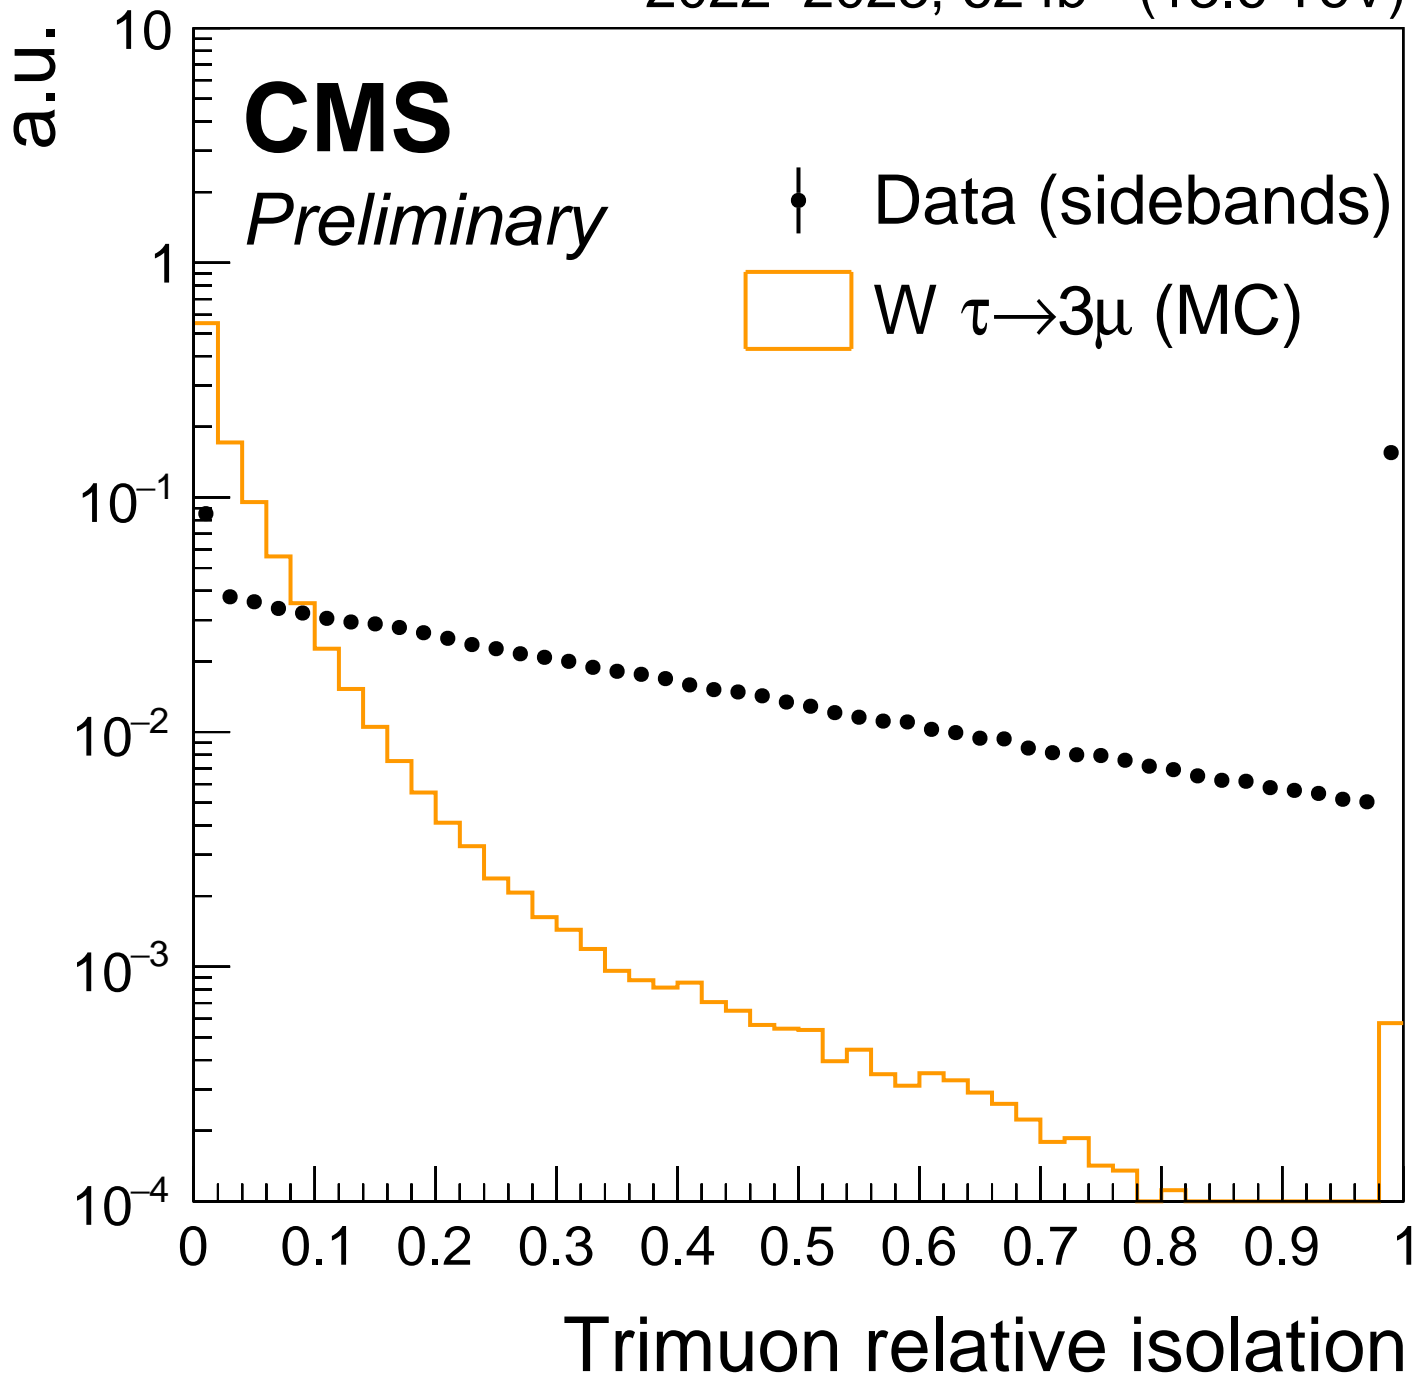 a.u.
CMS
Preliminary
Data (sidebands)
W τ→3μ (MC)
10
1
10⁻¹
10⁻²
10⁻³
10⁻⁴
0 0.1 0.2 0.3 0.4 0.5 0.6 0.7 0.8 0.9 1
Trimuon relative isolation